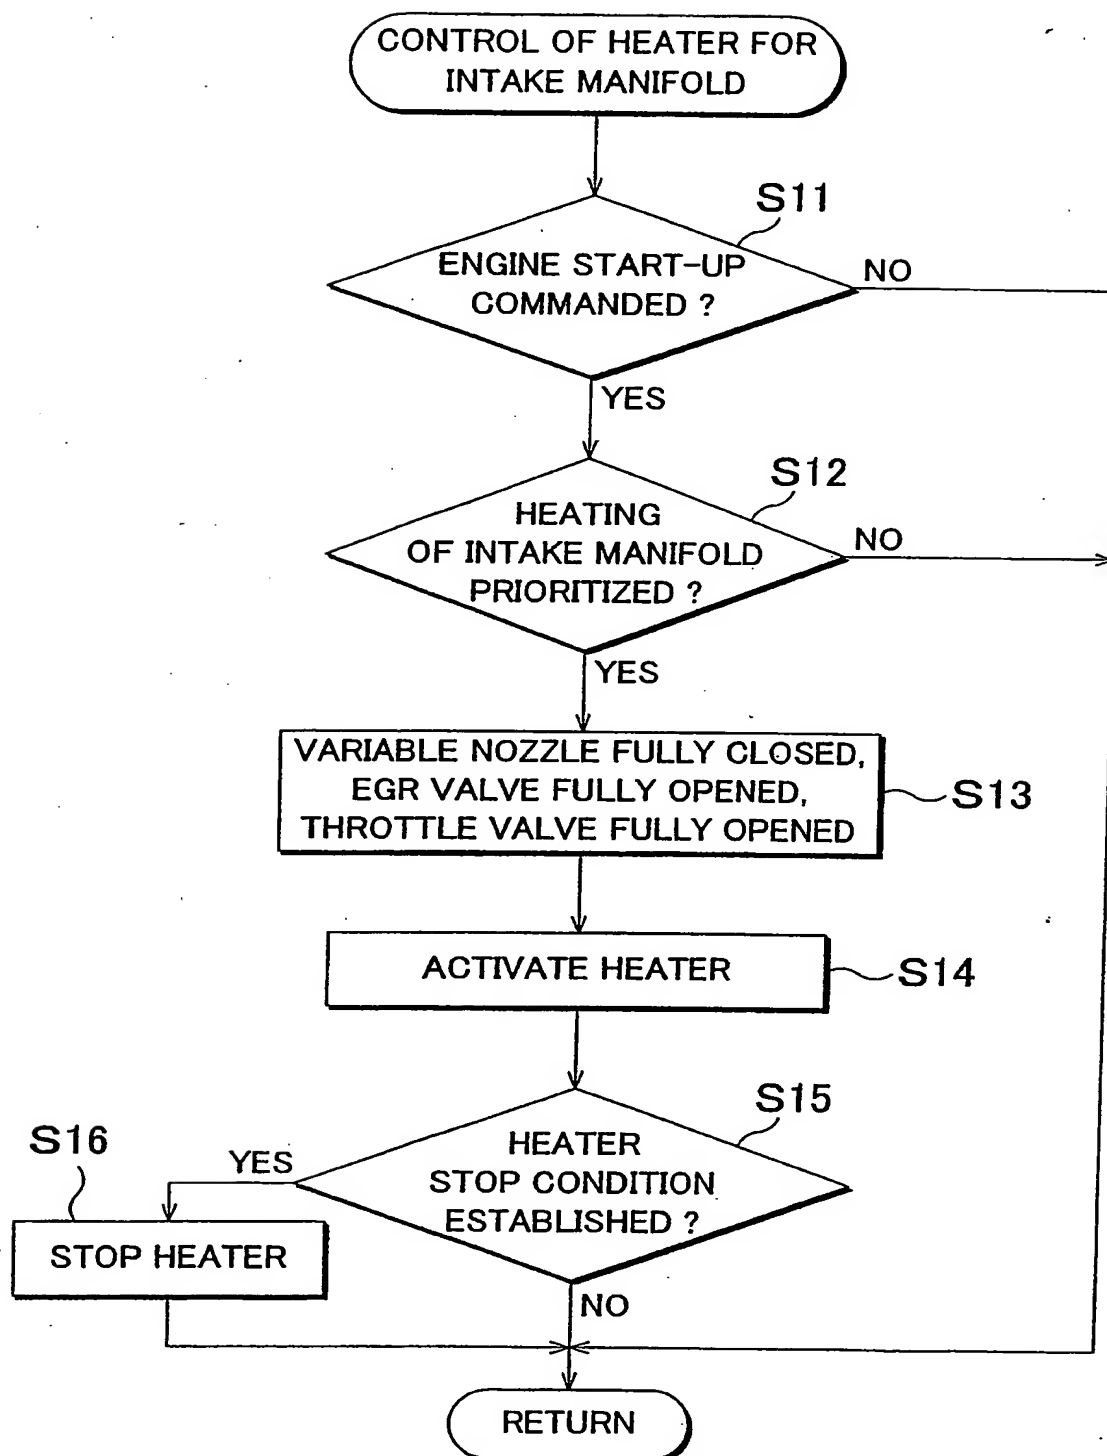 CONTROL OF HEATER FOR
INTAKE MANIFOLD
S11
ENGINE START-UP
COMMANDED ?
NO
YES
S12
HEATING
OF INTAKE MANIFOLD
PRIORITIZED ?
NO
YES
VARIABLE NOZZLE FULLY CLOSED,
EGR VALVE FULLY OPENED,
THROTTLE VALVE FULLY OPENED
S13
ACTIVATE HEATER
S14
S15
HEATER
STOP CONDITION
ESTABLISHED ?
YES
S16
STOP HEATER
NO
RETURN